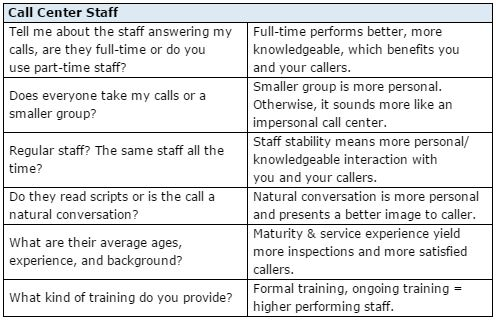 Call Center Staff
Tell me about the staff answering my
calls, are they full-time or do you
use part-time staff?
Full-time performs better, more
knowledgeable, which benefits you
and your callers.
Does everyone take my calls or a
smaller group?
Smaller group is more personal.
Otherwise, it sounds more like an
impersonal call center.
Regular staff? The same staff all the
time?
Staff stability means more personal/
knowledgeable interaction with
you and your callers.
Do they read scripts or is the call a
natural conversation?
Natural conversation is more personal
and presents a better image to caller.
What are their average ages,
experience, and background?
Maturity & service experience yield
more inspections and more satisfied
callers.
What kind of training do you provide?
Formal training, ongoing training =
higher performing staff.